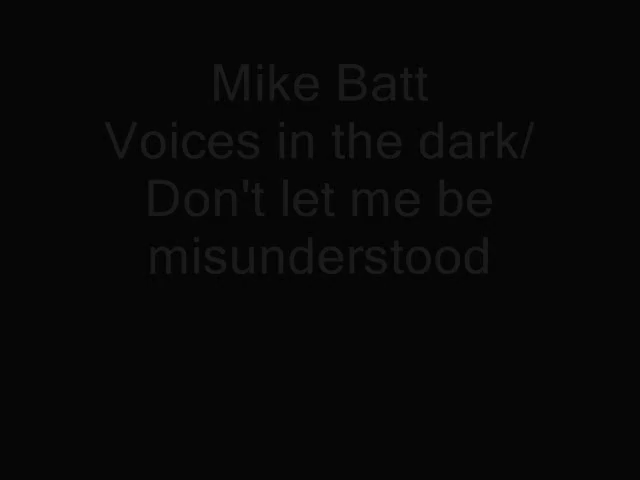 Mike Batt
Voices in the dark/
Don't let me be
misunderstood